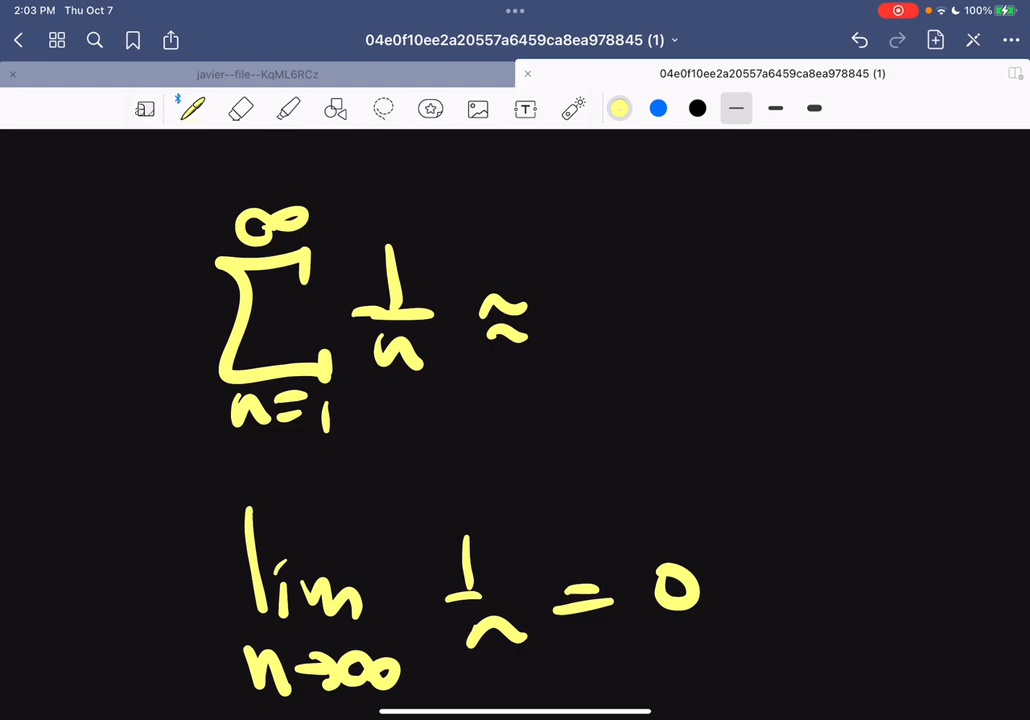 2:03 PM Thu Oct 7
100%
04e0f10ee2a20557a6459ca8ea978845 (1)
javier--file--KqML6RCz
04e0f10ee2a20557a6459ca8ea978845 (1)
T
∞
∑ 1/n ≈
n=1
lim 1/n = 0
n→∞